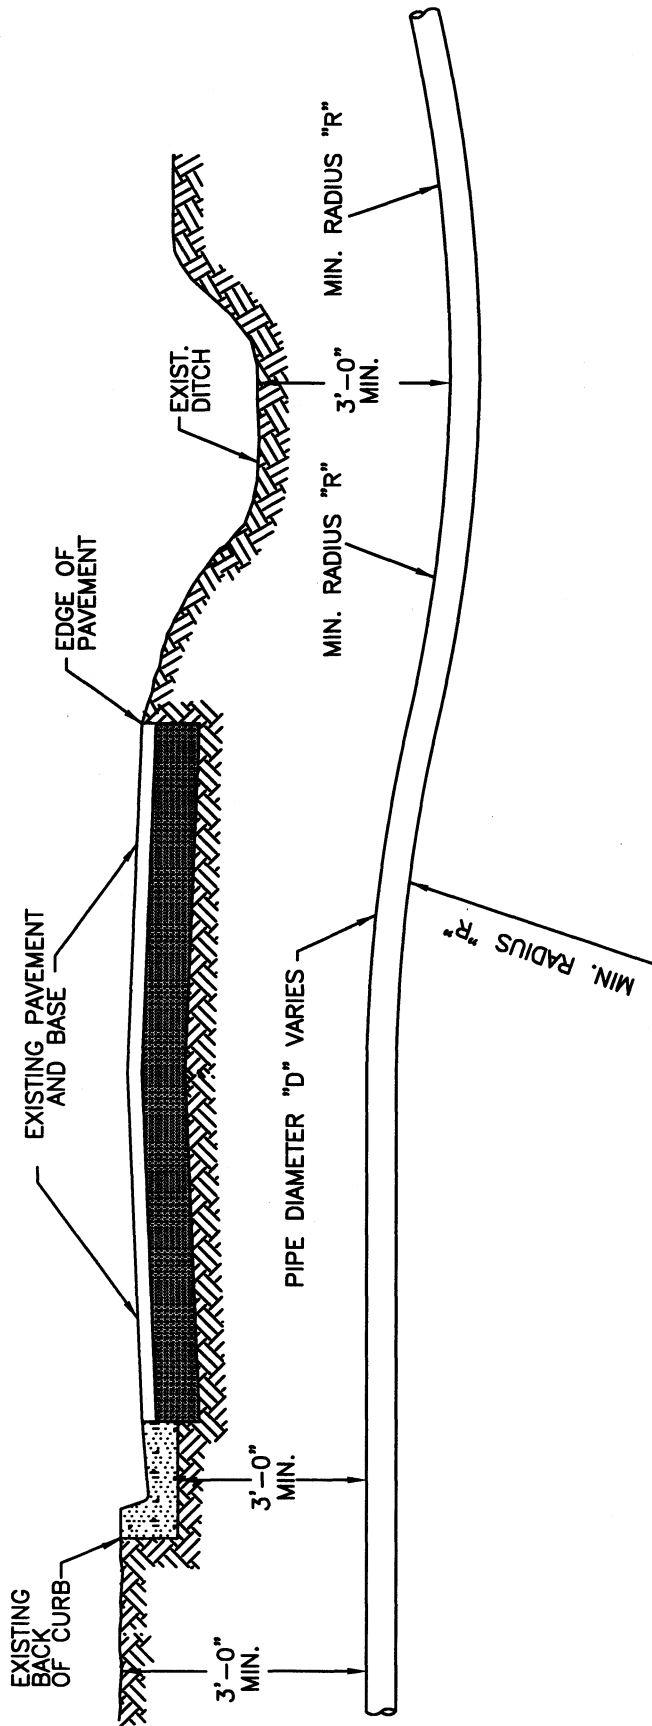 EXISTING
BACK
OF CURB
EXISTING PAVEMENT
AND BASE
EDGE OF
PAVEMENT
EXIST.
DITCH
3'-0"
MIN.
3'-0"
MIN.
3'-0"
MIN.
PIPE DIAMETER "D" VARIES
MIN. RADIUS "R"
MIN. RADIUS "R"
MIN. RADIUS "R"